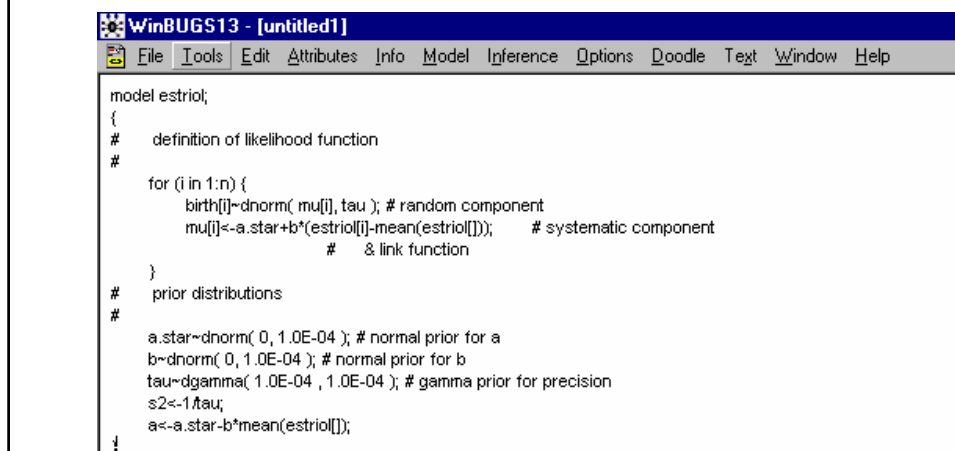 WinBUGS13 - [untitled1]
File Tools Edit Attributes Info Model Inference Options Doodle Text Window Help
model estriol;
{
# definition of likelihood function
#
for (i in 1:n) {
birth[i]~dnorm( mu[i], tau ); # random component
mu[i]<-a.star+b*(estriol[i]-mean(estriol[])); # systematic component
# & link function
}
# prior distributions
#
a.star~dnorm( 0, 1.0E-04 ); # normal prior for a
b~dnorm( 0, 1.0E-04 ); # normal prior for b
tau~dgamma( 1.0E-04 , 1.0E-04 ); # gamma prior for precision
s2<-1/tau;
a<-a.star-b*mean(estriol[]);
}